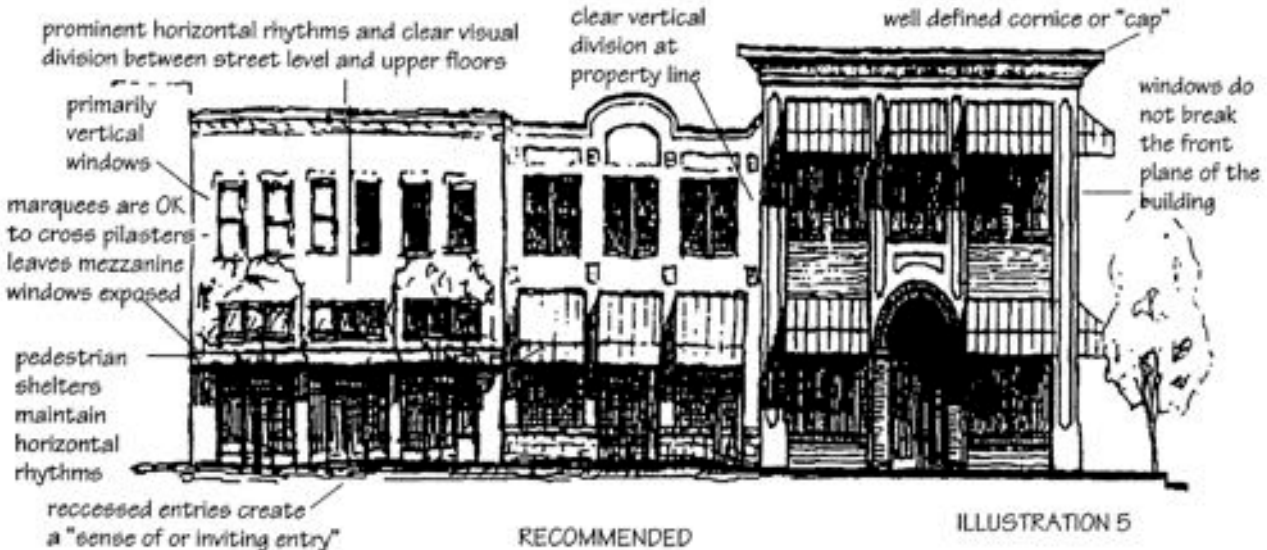 prominent horizontal rhythms and clear visual
division between street level and upper floors
clear vertical
division at
property line
well defined cornice or "cap"
primarily
vertical
windows
windows do
not break
the front
plane of the
building
marquees are OK
to cross pilasters
leaves mezzanine
windows exposed
pedestrian
shelters
maintain
horizontal
rhythms
reccessed entries create
a "sense of or inviting entry"
RECOMMENDED
ILLUSTRATION 5